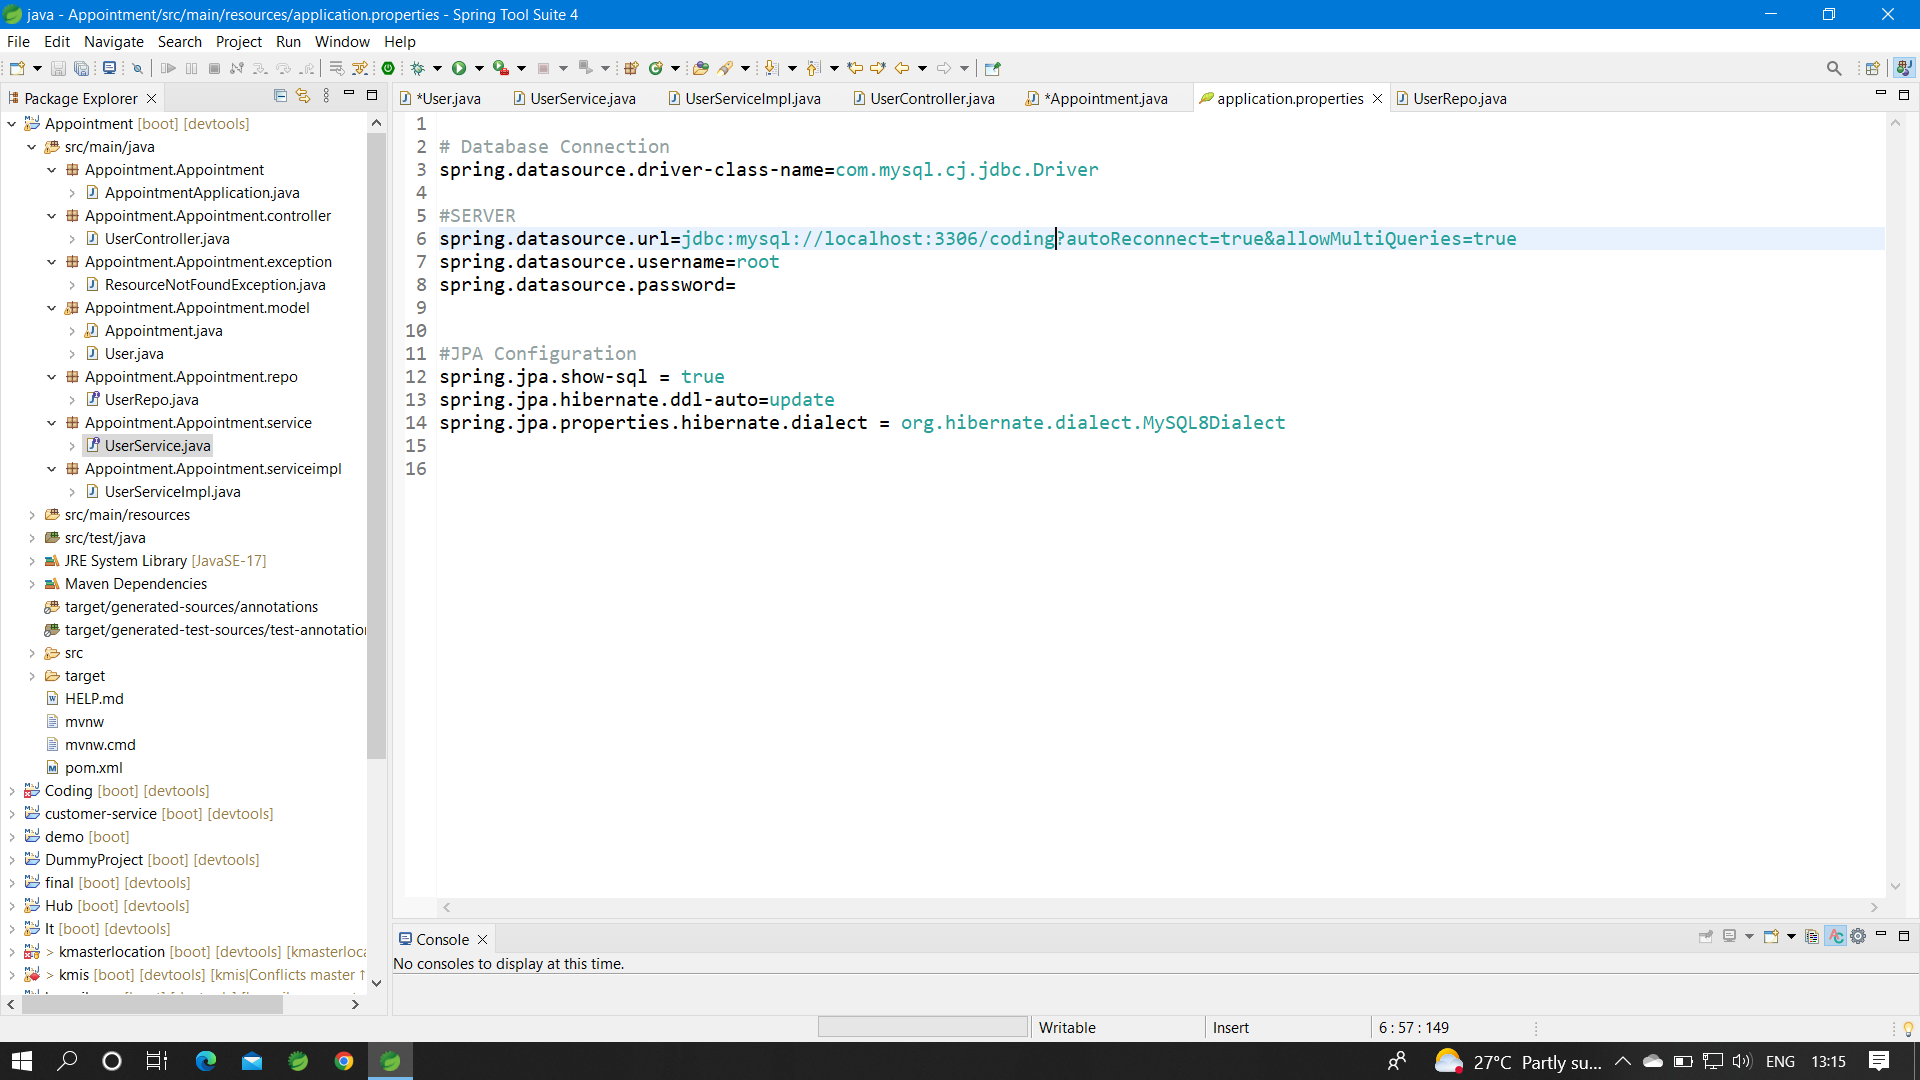 java - Appointment/src/main/resources/application.properties - Spring Tool Suite 4
File Edit Navigate Search Project Run Window Help
Package Explorer
*User.java UserService.java UserServiceImpl.java UserController.java *Appointment.java application.properties UserRepo.java
Appointment [boot] [devtools]
src/main/java
Appointment.Appointment
AppointmentApplication.java
Appointment.Appointment.controller
UserController.java
Appointment.Appointment.exception
ResourceNotFoundException.java
Appointment.Appointment.model
Appointment.java
User.java
Appointment.Appointment.repo
UserRepo.java
Appointment.Appointment.service
UserService.java
Appointment.Appointment.serviceimpl
UserServiceImpl.java
src/main/resources
src/test/java
JRE System Library [JavaSE-17]
Maven Dependencies
target/generated-sources/annotations
target/generated-test-sources/test-annotation
src
target
HELP.md
mvnw
mvnw.cmd
pom.xml
Coding [boot] [devtools]
customer-service [boot] [devtools]
demo [boot]
DummyProject [boot] [devtools]
final [boot] [devtools]
Hub [boot] [devtools]
It [boot] [devtools]
> kmasterlocation [boot] [devtools] [kmasterloca
> kmis [boot] [devtools] [kmis|Conflicts master ↑
1
2 # Database Connection
3 spring.datasource.driver-class-name=com.mysql.cj.jdbc.Driver
4
5 #SERVER
6 spring.datasource.url=jdbc:mysql://localhost:3306/coding?autoReconnect=true&allowMultiQueries=true
7 spring.datasource.username=root
8 spring.datasource.password=
9
10
11 #JPA Configuration
12 spring.jpa.show-sql = true
13 spring.jpa.hibernate.ddl-auto=update
14 spring.jpa.properties.hibernate.dialect = org.hibernate.dialect.MySQL8Dialect
15
16
Console
No consoles to display at this time.
Writable Insert 6 : 57 : 149
27°C Partly su... ENG 13:15